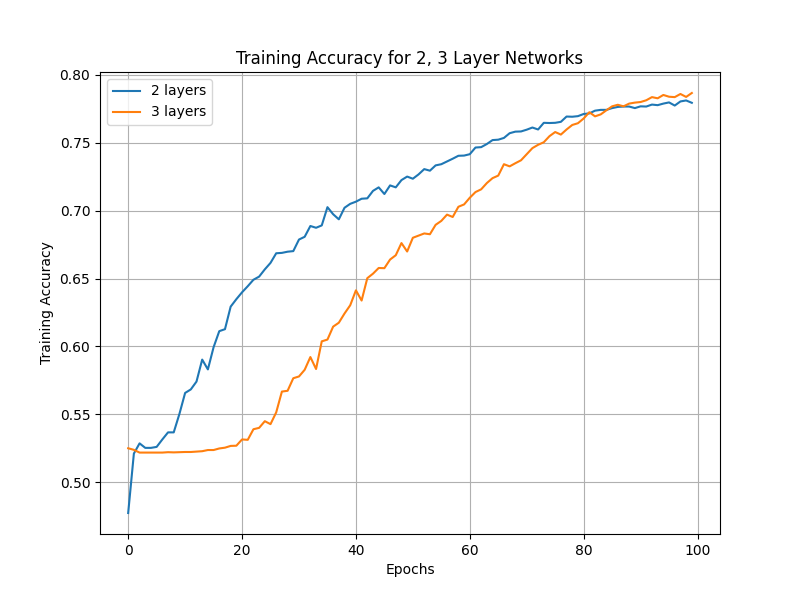 Training Accuracy for 2, 3 Layer Networks
2 layers
3 layers
Training Accuracy
0.80
0.75
0.70
0.65
0.60
0.55
0.50
0 20 40 60 80 100
Epochs